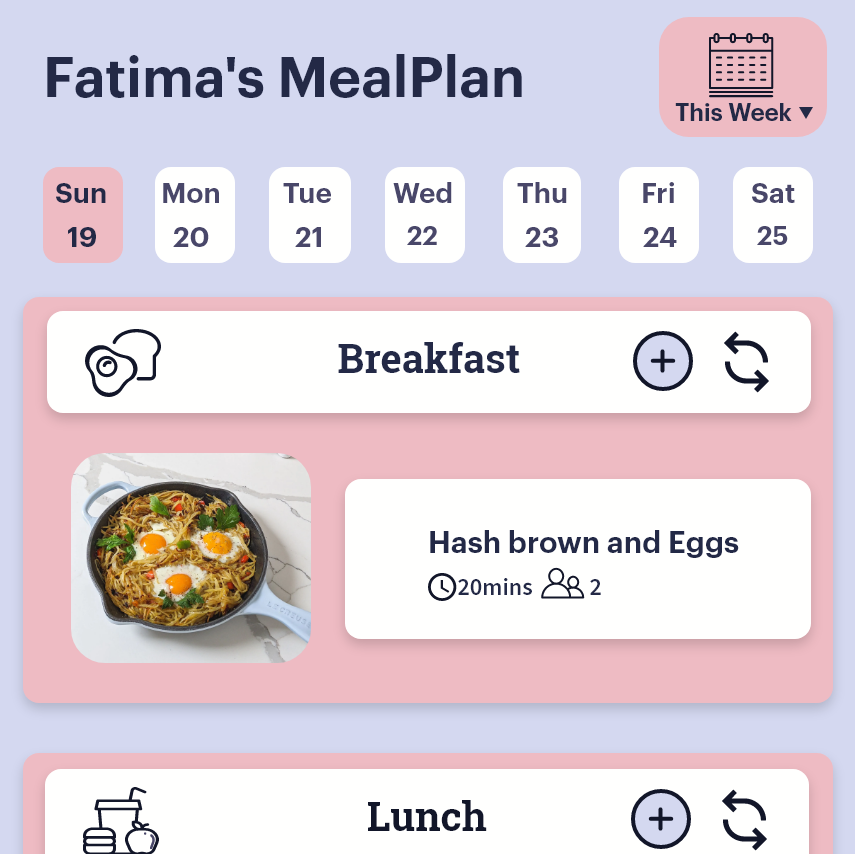 Fatima's MealPlan
This Week ▼
Sun Mon Tue Wed Thu Fri Sat
19 20 21 22 23 24 25
Breakfast
Hash brown and Eggs
20mins 2
Lunch